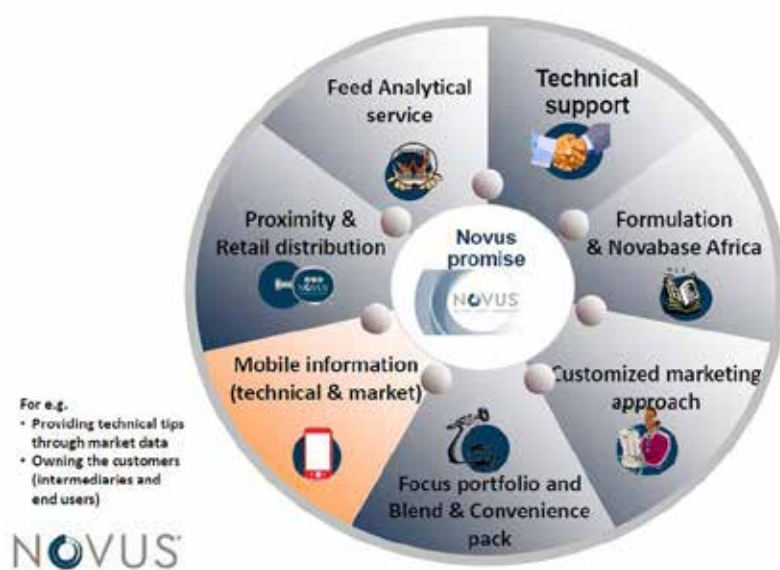 Technical
support
Feed Analytical
service
Formulation
& Novabase Africa
Proximity &
Retail distribution
Novus
promise
NOVUS
Customized marketing
approach
Mobile information
(technical & market)
Focus portfolio and
Blend & Convenience
pack
For e.g.
• Providing technical tips
through market data
• Owning the customers
(intermediaries and
end users)
NOVUS